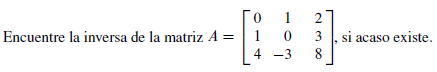 Encuentre la inversa de la matriz A = [0 1 2
1 0 3
4 -3 8], si acaso existe.